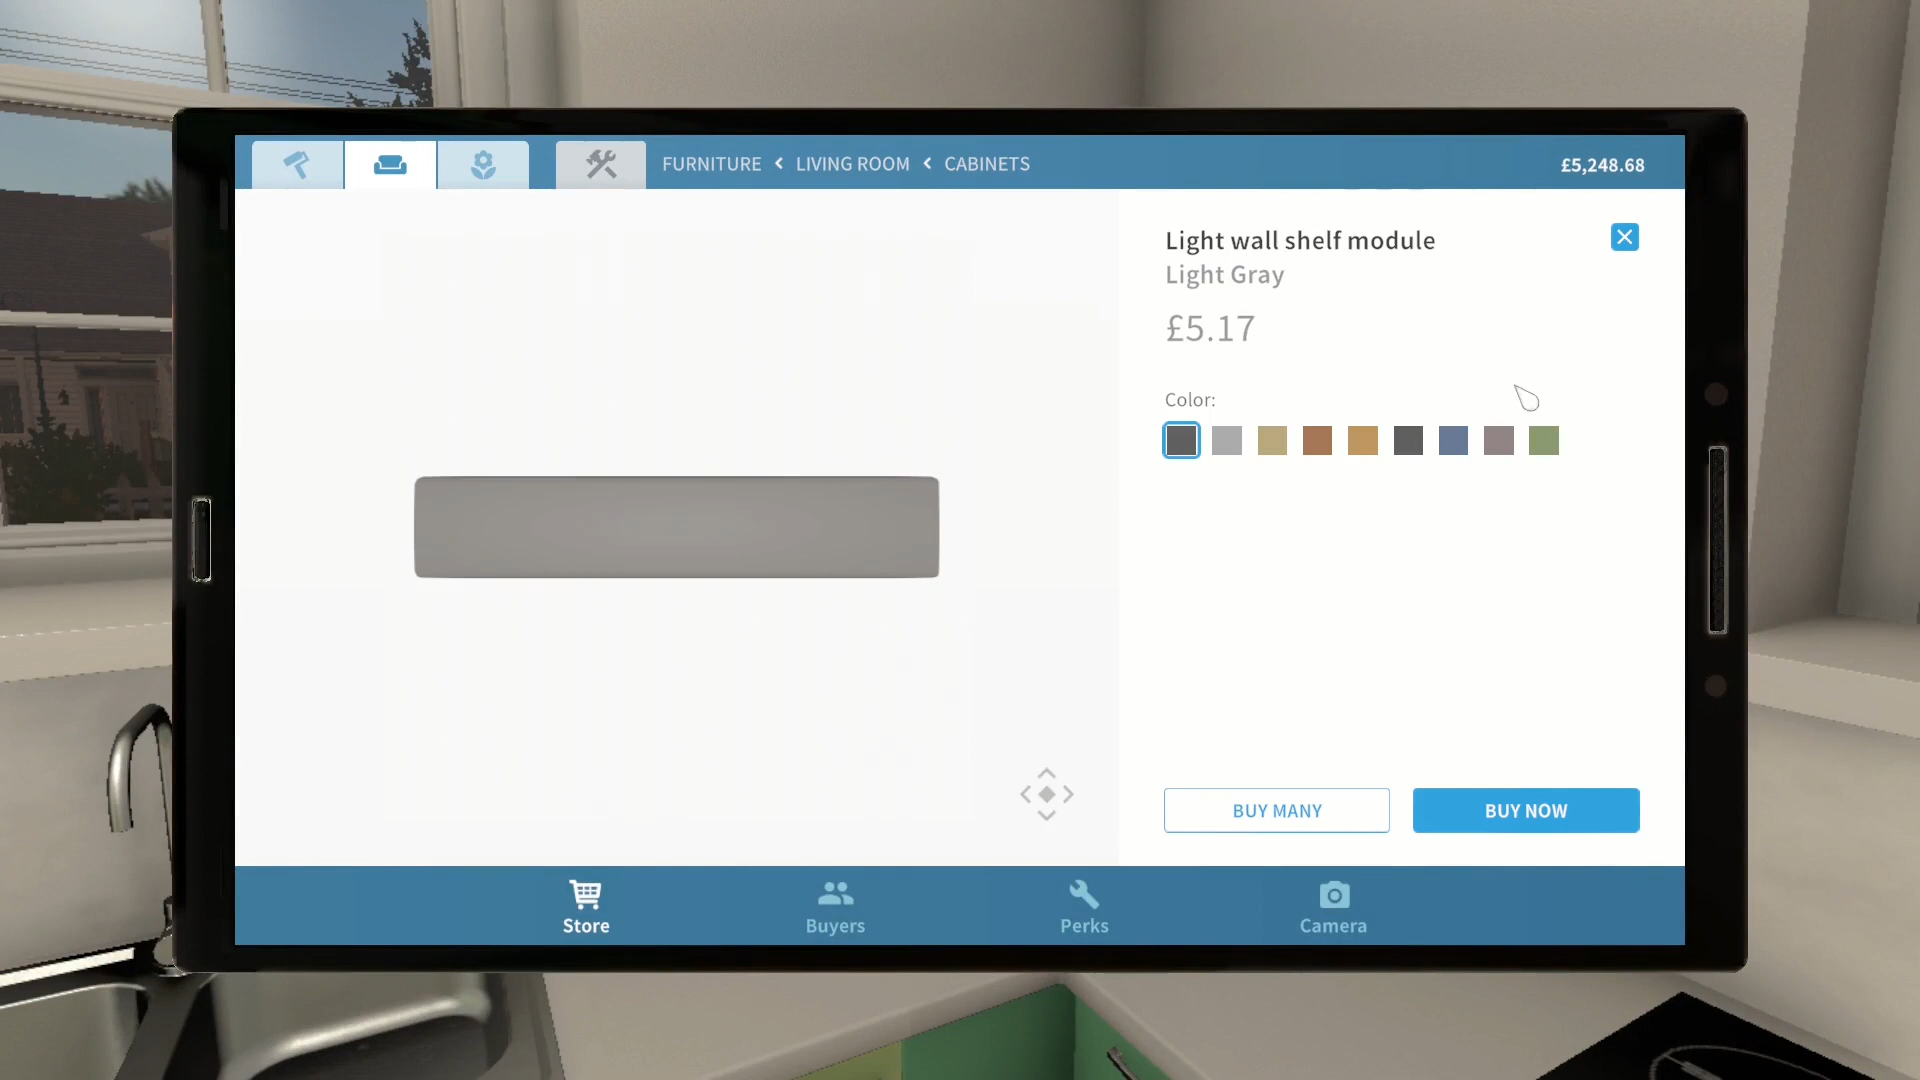 FURNITURE < LIVING ROOM < CABINETS
£5,248.68
Light wall shelf module
Light Gray
£5.17
Color:
BUY MANY
BUY NOW
Store
Buyers
Perks
Camera